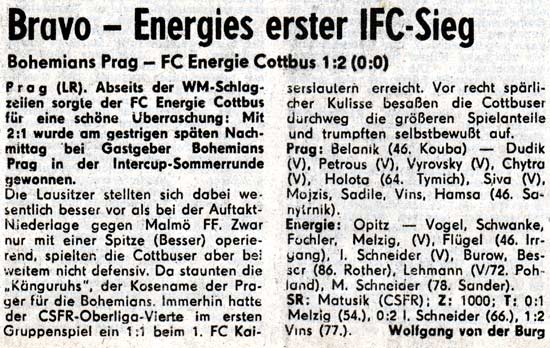 Bravo – Energies erster IFC-Sieg
Bohemians Prag – FC Energie Cottbus 1:2 (0:0)
Prag (LR). Abseits der WM-Schlag-
zeilen sorgte der FC Energie Cottbus
für eine schöne Überraschung: Mit
2:1 wurde am gestrigen späten Nach-
mittag bei Gastgeber Bohemians
Prag in der Intercup-Sommerrunde
gewonnen.
Die Lausitzer stellten sich dabei we-
sentlich besser vor als bei der Auftakt-
Niederlage gegen Malmö FF. Zwar
nur mit einer Spitze (Besser) operie-
rend, spielten die Cottbuser aber bei
weitem nicht defensiv. Da staunten die
„Känguruhs", der Kosename der Pra-
ger für die Bohemians. Immerhin hatte
der CSFR-Oberliga-Vierte im ersten
Gruppenspiel ein 1:1 beim 1. FC Kai-
serslautern erreicht. Vor recht spärli-
cher Kulisse besaßen die Cottbuser
durchweg die größeren Spielanteile
und trumpften selbstbewußt auf.
Prag: Belanik (46. Kouba) – Dudik
(V), Petrous (V), Vyrovsky (V), Chytra
(V), Holota (64. Tymich), Siva (V),
Mojzis, Sadile, Vins, Hamsa (46. Sa-
nytrnik).
Energie: Opitz – Vogel, Schwanke,
Fochler, Melzig, (V), Flügel (46. Irr-
gang), I. Schneider (V), Burow, Bes-
ser (86. Rother), Lehmann (V/72. Poh-
land), M. Schneider (78. Sander).
SR: Matusik (CSFR); Z: 1000; T: 0:1
Melzig (54.), 0:2 I. Schneider (66.), 1:2
Vins (77.). Wolfgang von der Burg